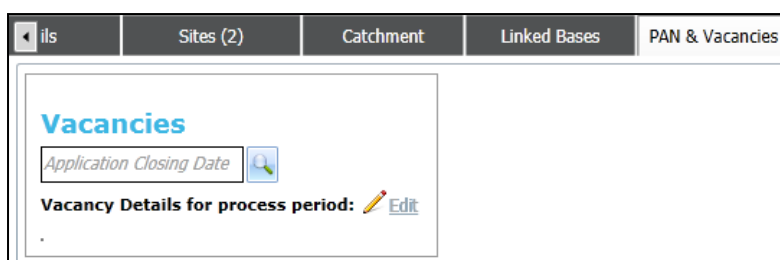 ils Sites (2) Catchment Linked Bases PAN & Vacancies
Vacancies
Application Closing Date
Vacancy Details for process period: Edit
.